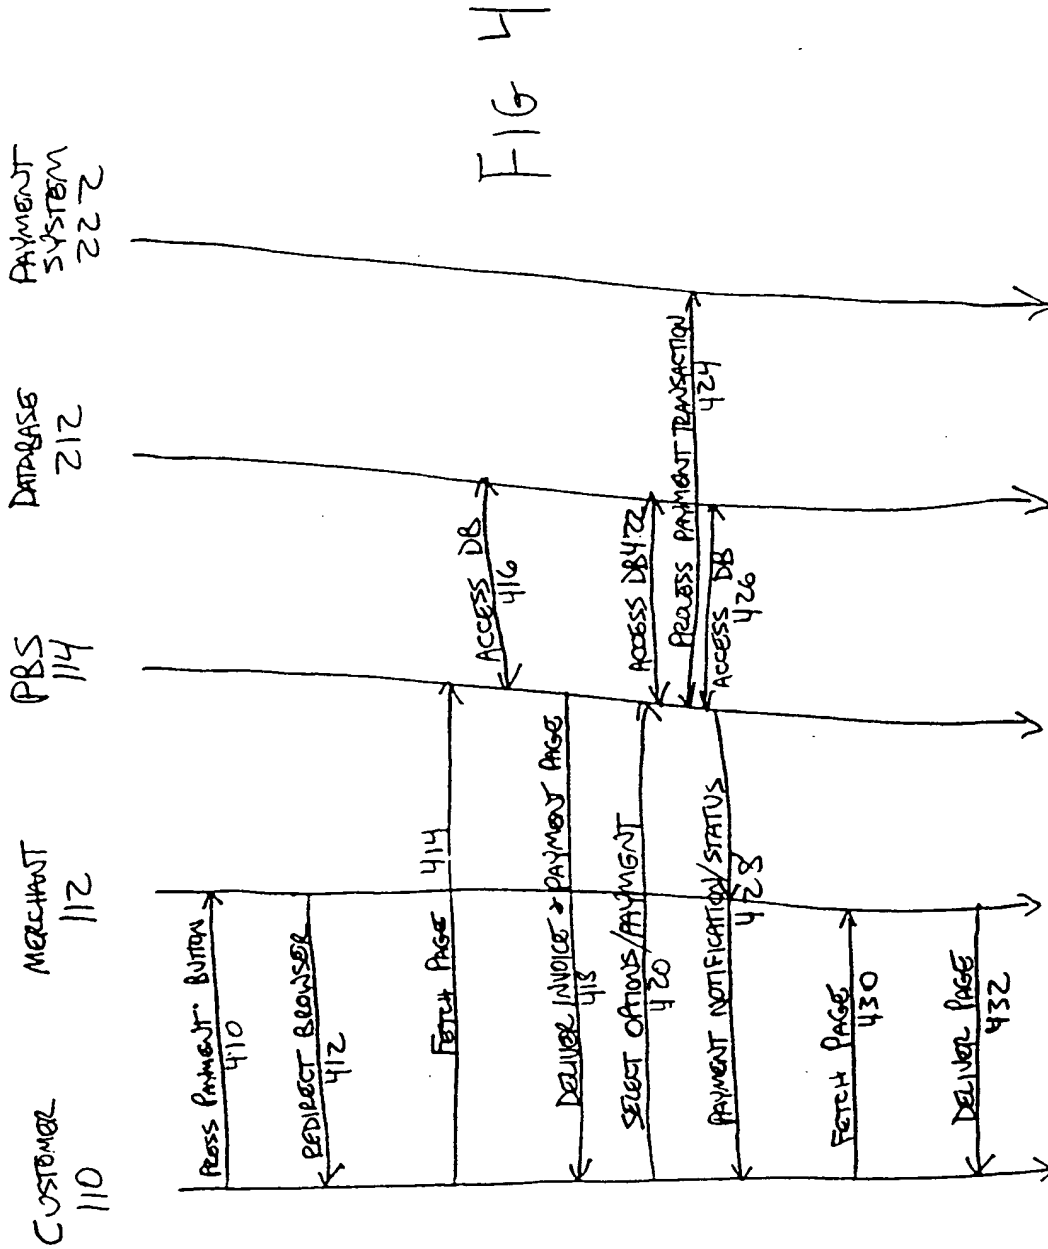 CUSTOMER
110
MERCHANT
112
PBS
114
DATABASE
212
PAYMENT
SYSTEM
222
PRESS PAYMENT BUTTON
410
REDIRECT BROWSER
412
FETCH PAGE 414
ACCESS DB
416
DELIVER INVOICE & PAYMENT PAGE
418
SELECT OPTIONS/PAYMENT
420
ACCESS DB 422
PROCESS PAYMENT TRANSACTION
424
ACCESS DB
426
PAYMENT NOTIFICATION/STATUS
428
FETCH PAGE
430
DELIVER PAGE
432
FIG 4